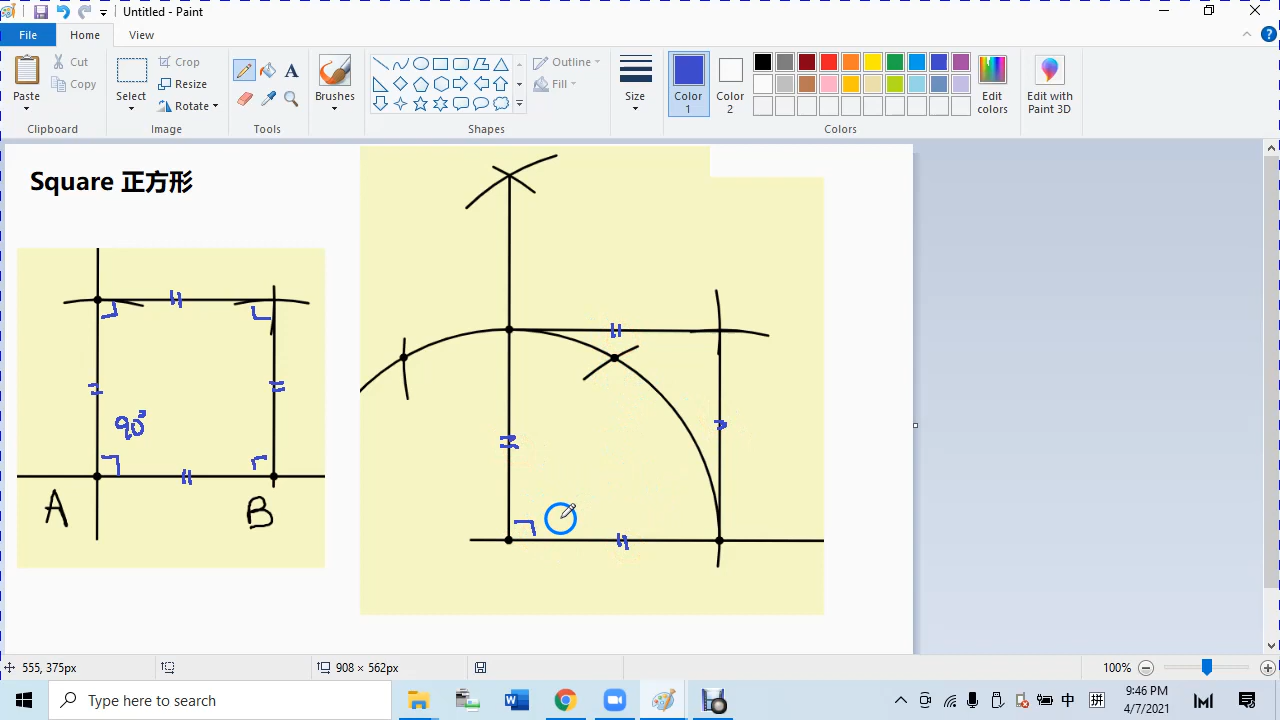 Untitled - Paint
File
Home
View
Paste
Cut
Copy
Clipboard
Select
Crop
Resize
Rotate
Image
A
Tools
Brushes
Shapes
Outline
Fill
Size
Color
1
Color
2
Edit
colors
Colors
Edit with
Paint 3D
Square 正方形
90°
A
B
555, 375px
908 × 562px
100%
Type here to search
中
拼
9:46 PM
4/7/2021